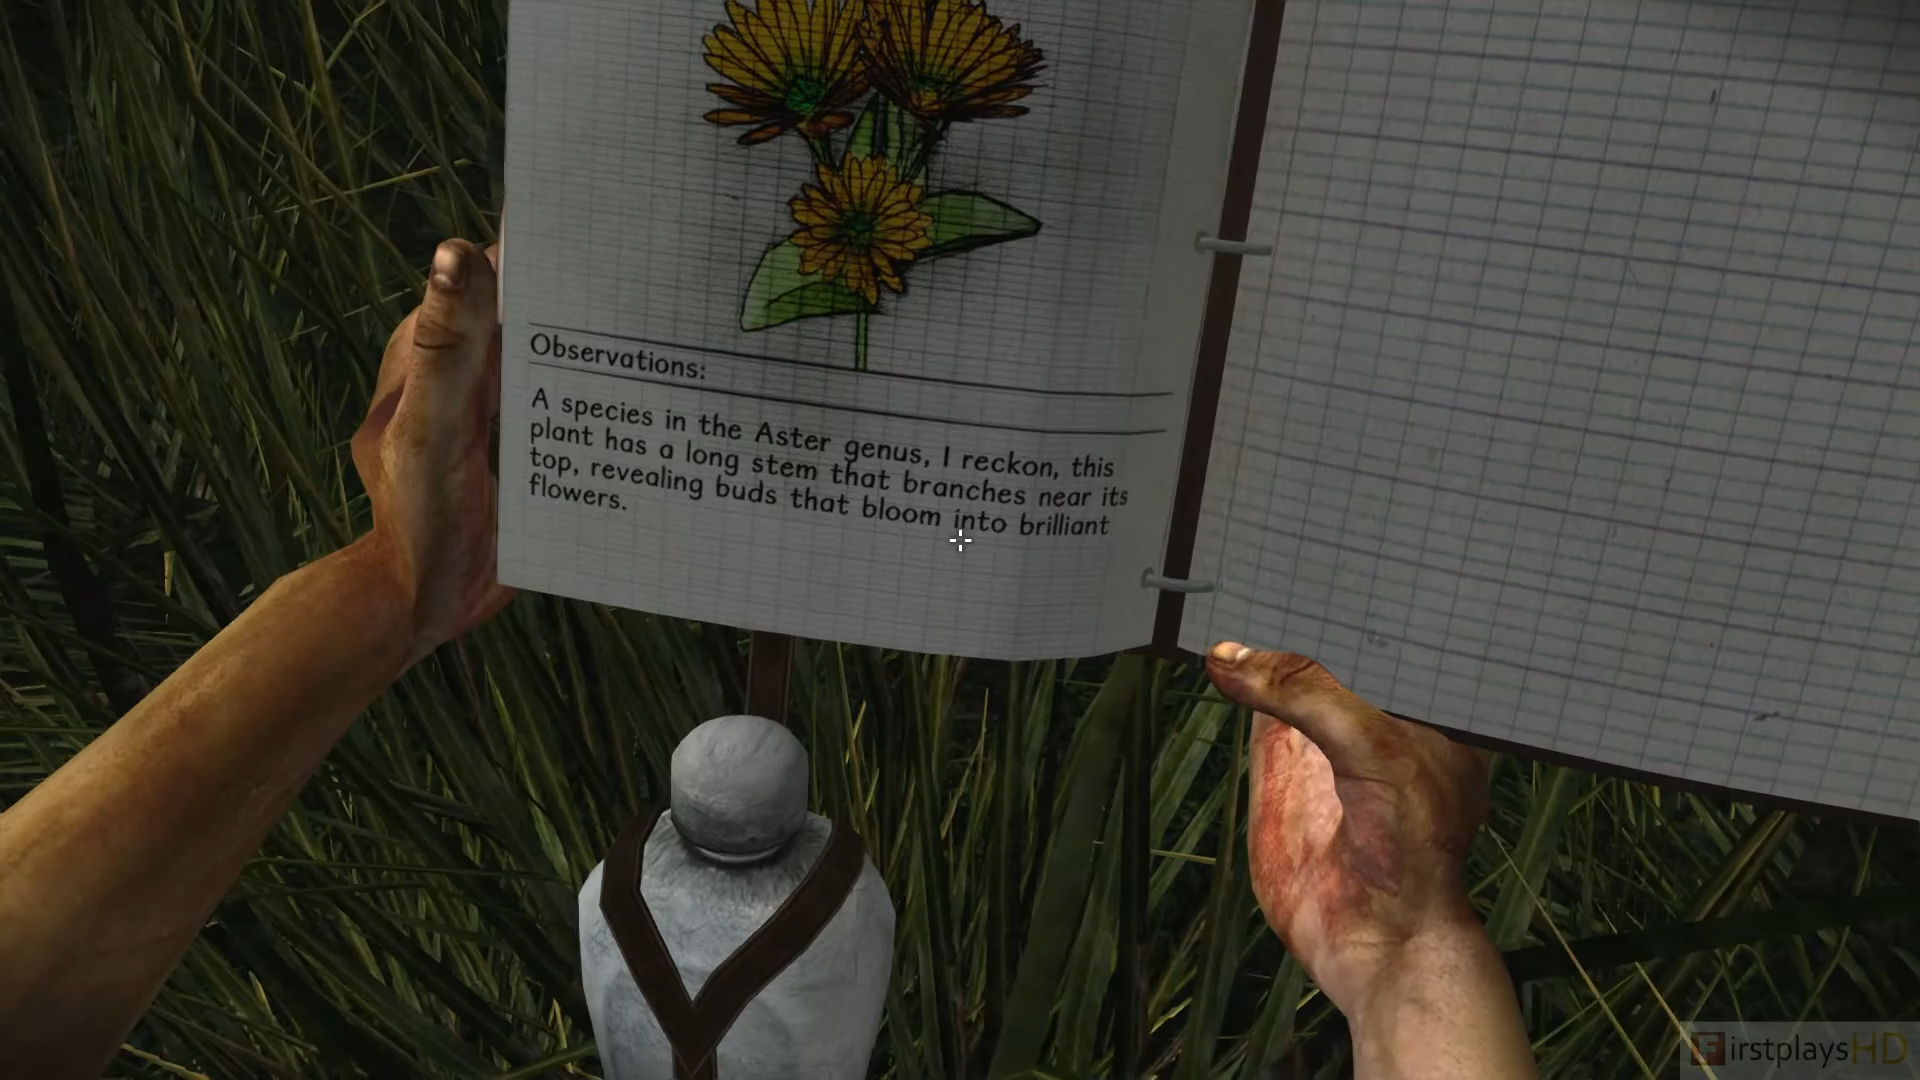 Observations:
A species in the Aster genus, I reckon, this
plant has a long stem that branches near its
top, revealing buds that bloom into brilliant
flowers.
FirstplaysHD